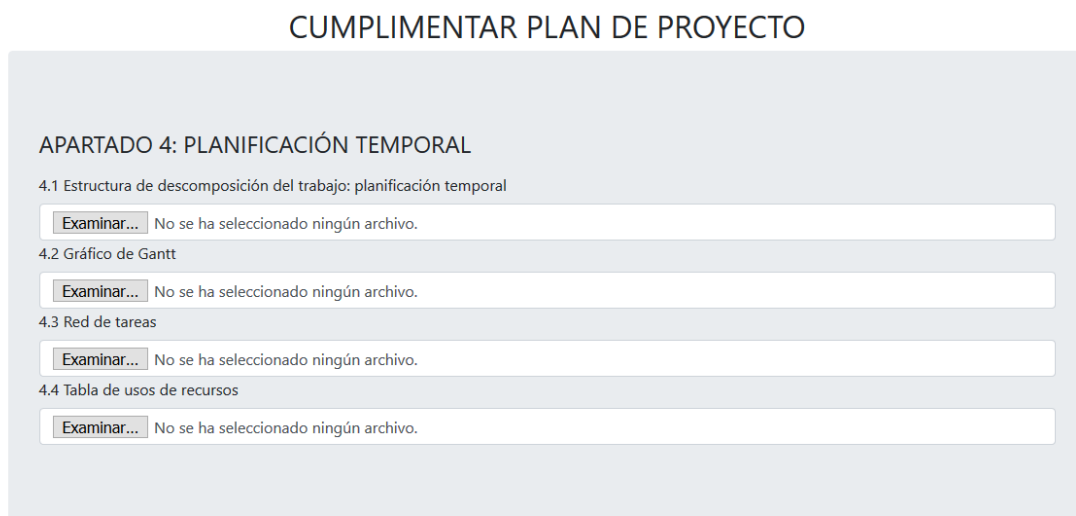 CUMPLIMENTAR PLAN DE PROYECTO
APARTADO 4: PLANIFICACIÓN TEMPORAL
4.1 Estructura de descomposición del trabajo: planificación temporal
Examinar... No se ha seleccionado ningún archivo.
4.2 Gráfico de Gantt
Examinar... No se ha seleccionado ningún archivo.
4.3 Red de tareas
Examinar... No se ha seleccionado ningún archivo.
4.4 Tabla de usos de recursos
Examinar... No se ha seleccionado ningún archivo.